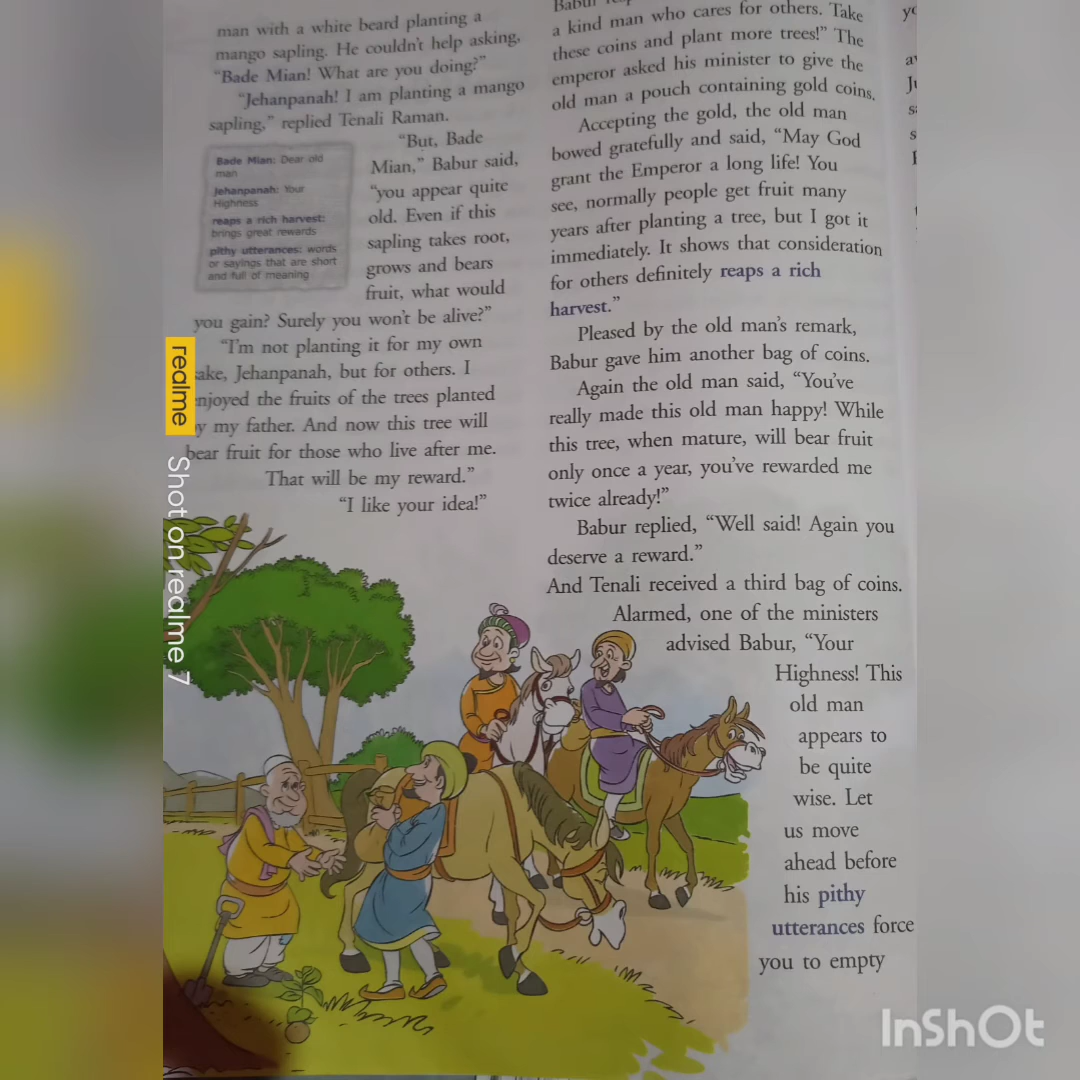 man with a white beard planting a
mango sapling. He couldn't help asking,
"Bade Mian! What are you doing?"
"Jehanpanah! I am planting a mango
sapling," replied Tenali Raman.
"But, Bade
Mian," Babur said,
"you appear quite
old. Even if this
sapling takes root,
grows and bears
fruit, what would
you gain? Surely you won't be alive?"
"I'm not planting it for my own
ake, Jehanpanah, but for others. I
njoyed the fruits of the trees planted
y my father. And now this tree will
bear fruit for those who live after me.
That will be my reward."
"I like your idea!"
Bade Mian: Dear old
man
Jehanpanah: Your
Highness
reaps a rich harvest:
brings great rewards
pithy utterances: words
or sayings that are short
and full of meaning
Babur
a kind man who cares for others. Take
these coins and plant more trees!" The
emperor asked his minister to give the
old man a pouch containing gold coins.
Accepting the gold, the old man
bowed gratefully and said, "May God
grant the Emperor a long life! You
see, normally people get fruit many
years after planting a tree, but I got it
immediately. It shows that consideration
for others definitely reaps a rich
harvest."
Pleased by the old man's remark,
Babur gave him another bag of coins.
Again the old man said, "You've
really made this old man happy! While
this tree, when mature, will bear fruit
only once a year, you've rewarded me
twice already!"
Babur replied, "Well said! Again you
deserve a reward."
And Tenali received a third bag of coins.
Alarmed, one of the ministers
advised Babur, "Your
Highness! This
old man
appears to
be quite
wise. Let
us move
ahead before
his pithy
utterances force
you to empty
realme
Shot on realme 7
InShOt